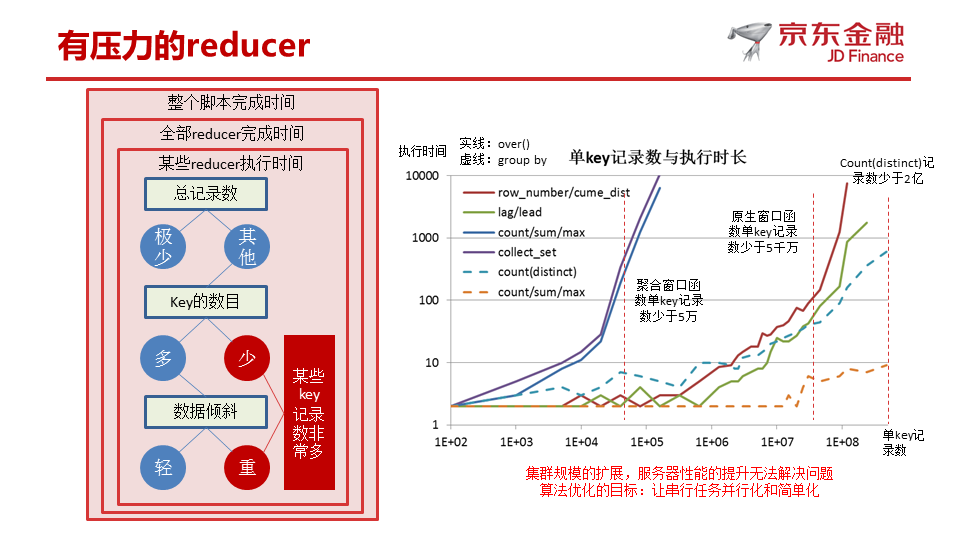 有压力的reducer
京东金融
JD Finance
整个脚本完成时间
全部reducer完成时间
某些reducer执行时间
总记录数
极
少
其
他
Key的数目
多
少
数据倾斜
轻
重
某些
key
记录
数非
常多
执行时间
实线：over()
虚线：group by
单key记录数与执行时长
Count(distinct)记
录数少于2亿
10000
1000
100
10
1
row_number/cume_dist
lag/lead
count/sum/max
collect_set
count(distinct)
count/sum/max
聚合窗口函
数单key记录
数少于5万
原生窗口函
数单key记录
数少于5千万
1E+02
1E+03
1E+04
1E+05
1E+06
1E+07
1E+08
单key记
录数
集群规模的扩展，服务器性能的提升无法解决问题
算法优化的目标：让串行任务并行化和简单化